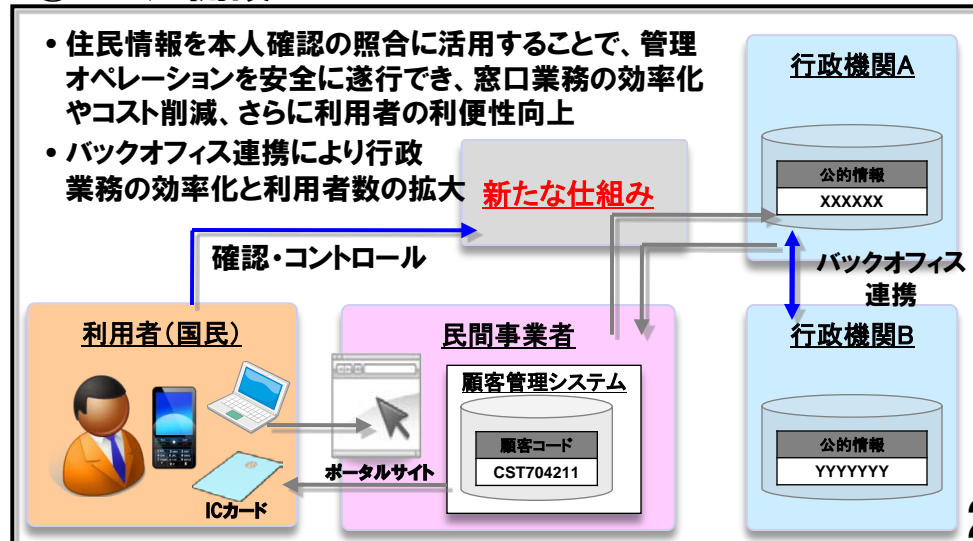 •住民情報を本人確認の照合に活用することで、管理
オペレーションを安全に遂行でき、窓口業務の効率化
やコスト削減、さらに利用者の利便性向上
•バックオフィス連携により行政
業務の効率化と利用者数の拡大
新たな仕組み
行政機関A
公的情報
XXXXXX
確認・コントロール
バックオフィス
連携
利用者(国民)
ICカード
民間事業者
ポータルサイト
顧客管理システム
顧客コード
CST704211
行政機関B
公的情報
YYYYYYY